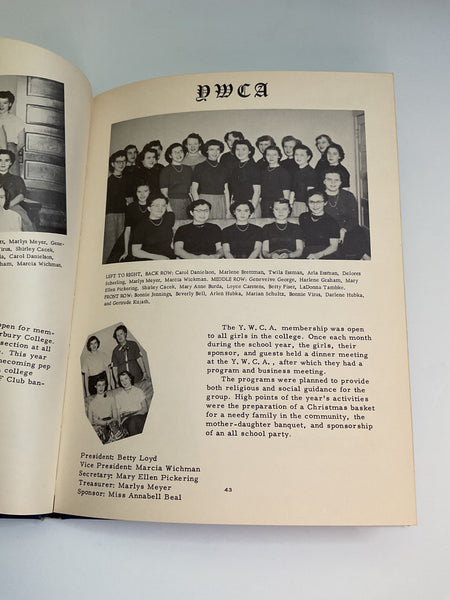 YWCA
LEFT TO RIGHT, BACK ROW: Carol Danielson, Marlene Bremman, Twila Essman, Arla Essman, Delores
Scherling, Marlys Meyer, Marcia Wickman. MIDDLE ROW: Genevelve George, Harlene Graham, Mary
Ellen Pickering, Shirley Cacek, Mary Anne Burda, Loyce Carstens, Betty Fiser, LaDonna Tambke.
FRONT ROW: Bonnie Jennings, Beverly Bell, Arlen Hubka, Marian Schultz, Bonnie Virus, Darlene Hubka,
and Gerunda Kujath.
The Y. W. C. A. membership was open
to all girls in the college. Once each month
during the school year, the girls, their
sponsor, and guests held a dinner meeting
at the Y. W. C. A. , after which they had a
program and business meeting.
The programs were planned to provide
both religious and social guidance for the
group. High points of the year's activities
were the preparation of a Christmas basket
for a needy family in the community, the
mother-daughter banquet, and sponsorship
of an all school party.
President: Betty Loyd
Vice President: Marcia Wichman
Secretary: Mary Ellen Pickering
Treasurer: Marlys Meyer
Sponsor: Miss Annabell Beal
43
Marlys Meyer, Gene-
Virus, Shirley Cacek
Carol Danielson,
Marcia Wichman,
open for mem-
College.
section at all
This year
pep
college
Club ban-